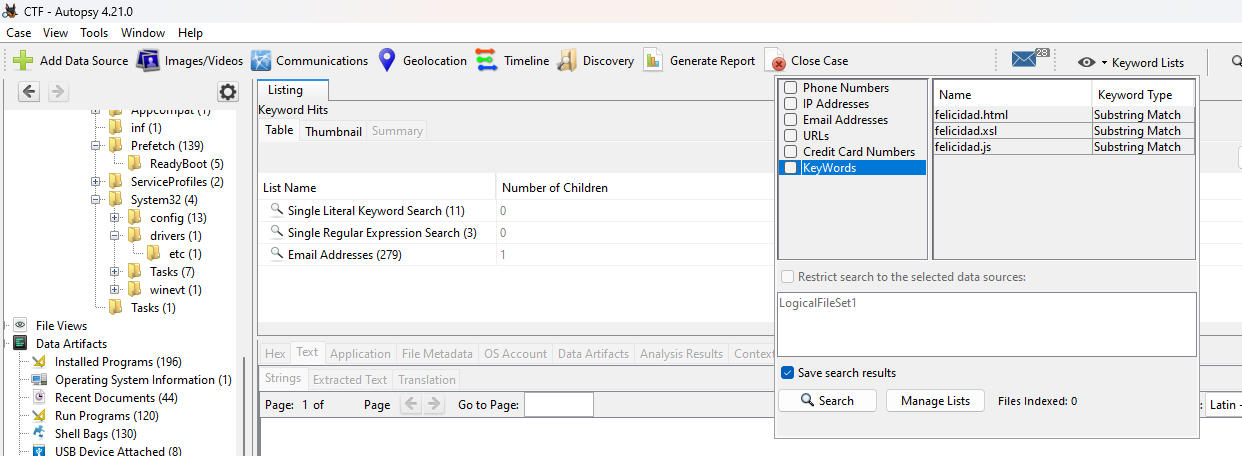 CTF - Autopsy 4.21.0
Case View Tools Window Help
Add Data Source Images/Videos Communications Geolocation Timeline Discovery Generate Report Close Case 28 Keyword Lists
Appcompat (1)
inf (1)
Prefetch (139)
ReadyBoot (5)
ServiceProfiles (2)
System32 (4)
config (13)
drivers (1)
etc (1)
Tasks (7)
winevt (1)
Tasks (1)
File Views
Data Artifacts
Installed Programs (196)
Operating System Information (1)
Recent Documents (44)
Run Programs (120)
Shell Bags (130)
USB Device Attached (8)
Listing
Keyword Hits
Table Thumbnail Summary
List Name Number of Children
Single Literal Keyword Search (11) 0
Single Regular Expression Search (3) 0
Email Addresses (279) 1
Hex Text Application File Metadata OS Account Data Artifacts Analysis Results Context
Strings Extracted Text Translation
Page: 1 of Page Go to Page:
Phone Numbers
IP Addresses
Email Addresses
URLs
Credit Card Numbers
KeyWords
Name Keyword Type
felicidad.html Substring Match
felicidad.xsl Substring Match
felicidad.js Substring Match
Restrict search to the selected data sources:
LogicalFileSet1
Save search results
Search Manage Lists Files Indexed: 0
: Latin -